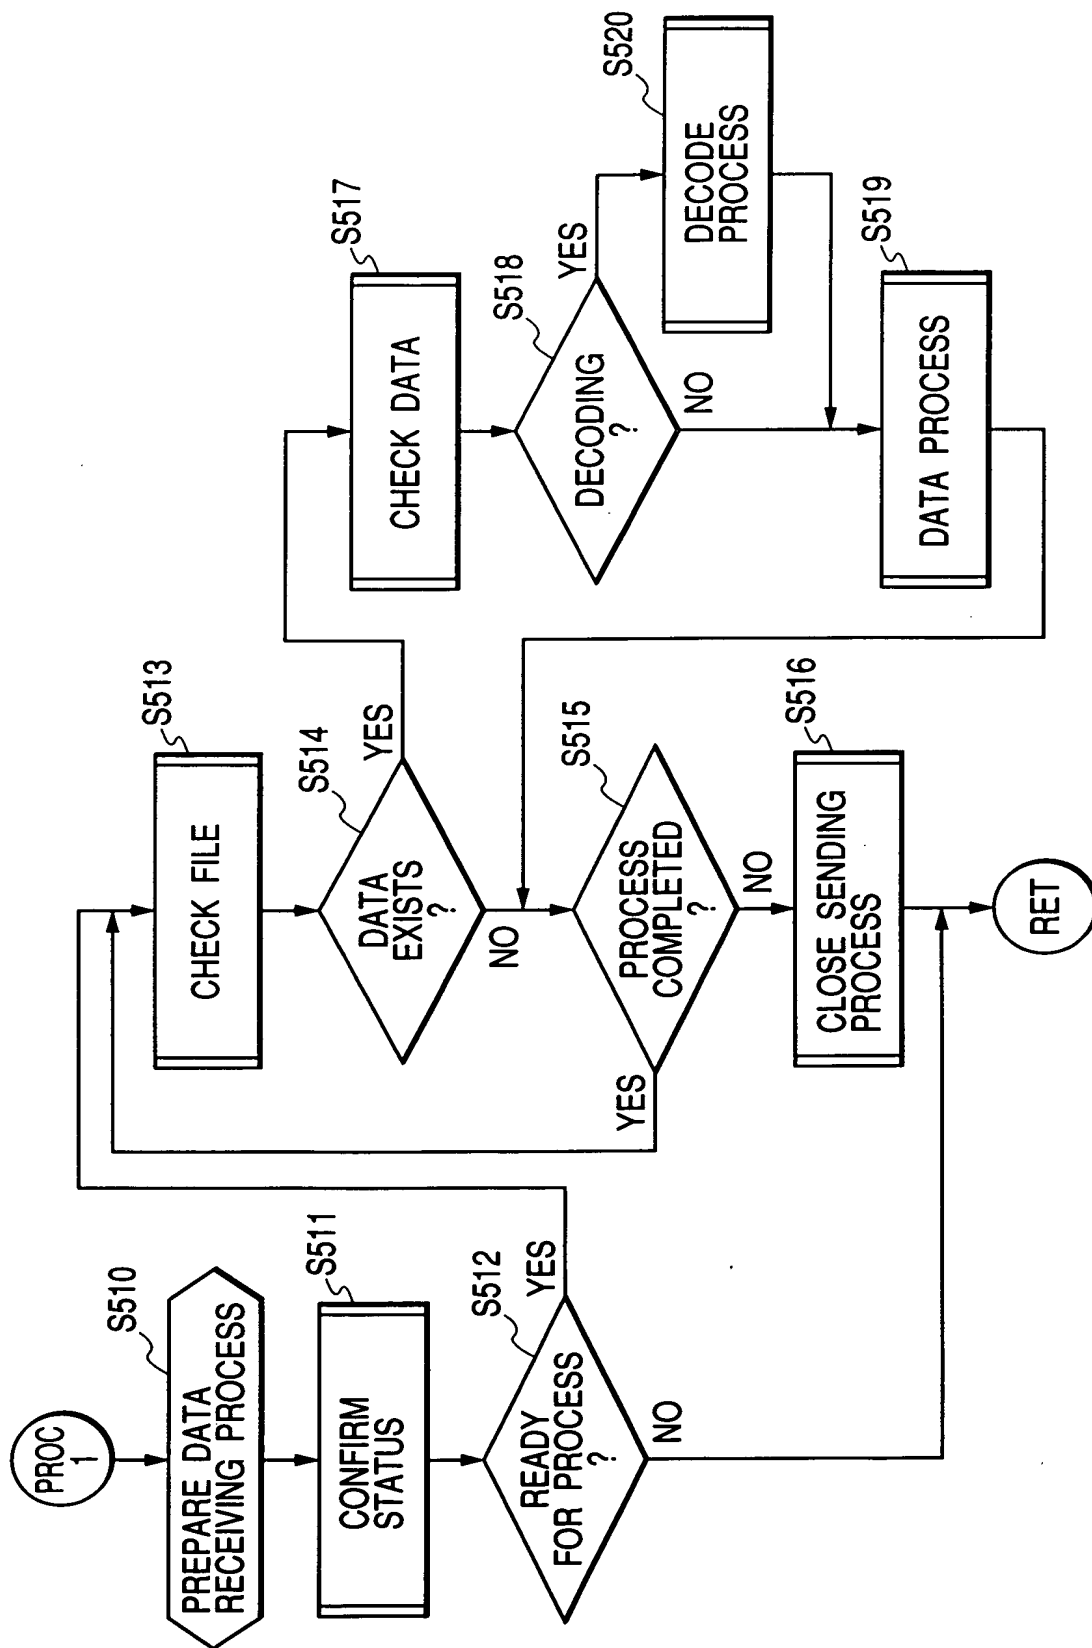 PROC
1
S510
PREPARE DATA
RECEIVING PROCESS
S511
CONFIRM
STATUS
S512
READY
FOR PROCESS
?
YES
NO
S513
CHECK FILE
S514
DATA
EXISTS
?
YES
NO
S515
PROCESS
COMPLETED
?
YES
NO
S516
CLOSE SENDING
PROCESS
RET
S517
CHECK DATA
S518
DECODING
?
YES
NO
S520
DECODE
PROCESS
S519
DATA PROCESS